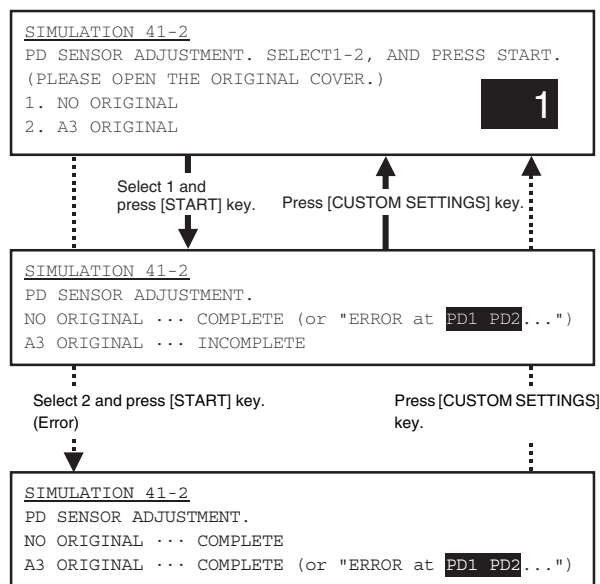 SIMULATION 41-2
PD SENSOR ADJUSTMENT. SELECT1-2, AND PRESS START.
(PLEASE OPEN THE ORIGINAL COVER.)
1. NO ORIGINAL
1
2. A3 ORIGINAL
Select 1 and
press [START] key.
Press [CUSTOM SETTINGS] key.
SIMULATION 41-2
PD SENSOR ADJUSTMENT.
NO ORIGINAL ··· COMPLETE (or "ERROR at PD1 PD2...")
A3 ORIGINAL ··· INCOMPLETE
Select 2 and press [START] key.
(Error)
Press [CUSTOM SETTINGS]
key.
SIMULATION 41-2
PD SENSOR ADJUSTMENT.
NO ORIGINAL ··· COMPLETE
A3 ORIGINAL ··· COMPLETE (or "ERROR at PD1 PD2...")